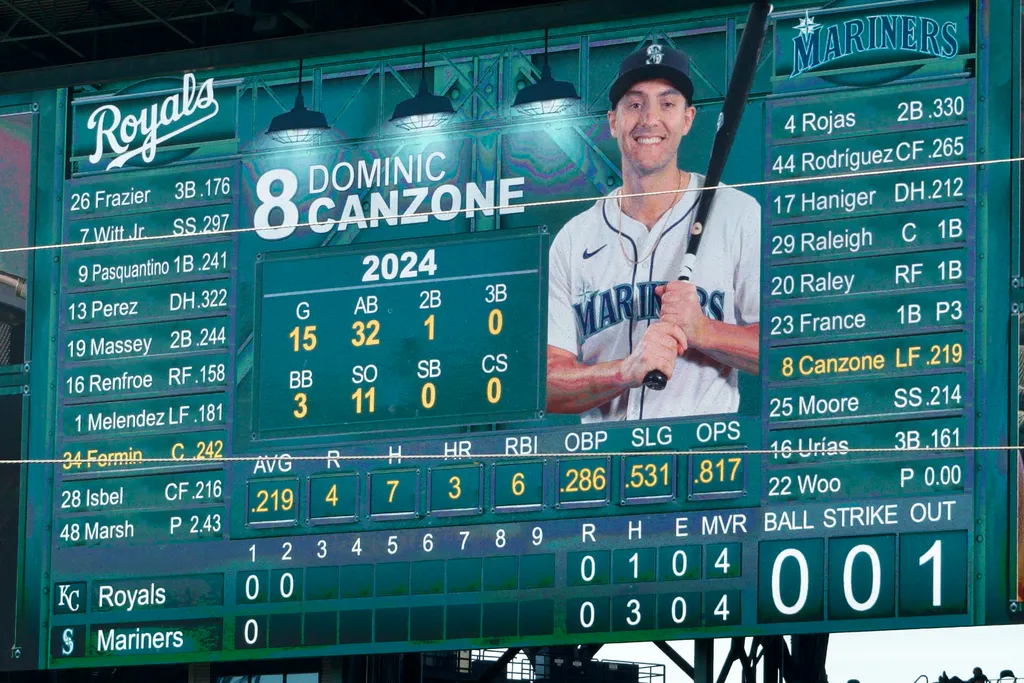 Royals
MARINERS
26 Frazier 3B .176
7 Witt Jr. SS .297
9 Pasquantino 1B .241
13 Perez DH .322
19 Massey 2B .244
16 Renfroe RF .158
1 Melendez LF .181
34 Fermin C .242
28 Isbel CF .216
48 Marsh P 2.43
8 DOMINIC
CANZONE
2024
G AB 2B 3B
15 32 1 0
BB SO SB CS
3 11 0 0
AVG R H HR RBI OBP SLG OPS
.219 4 7 3 6 .286 .531 .817
S
MARINERS
4 Rojas 2B .330
44 Rodríguez CF .265
17 Haniger DH .212
29 Raleigh C 1B
20 Raley RF 1B
23 France 1B P3
8 Canzone LF .219
25 Moore SS .214
16 Urías 3B .161
22 Woo P 0.00
1 2 3 4 5 6 7 8 9 R H E MVR
KC Royals 0 0 0 1 0 4
S Mariners 0 0 3 0 4
BALL STRIKE OUT
0 0 1